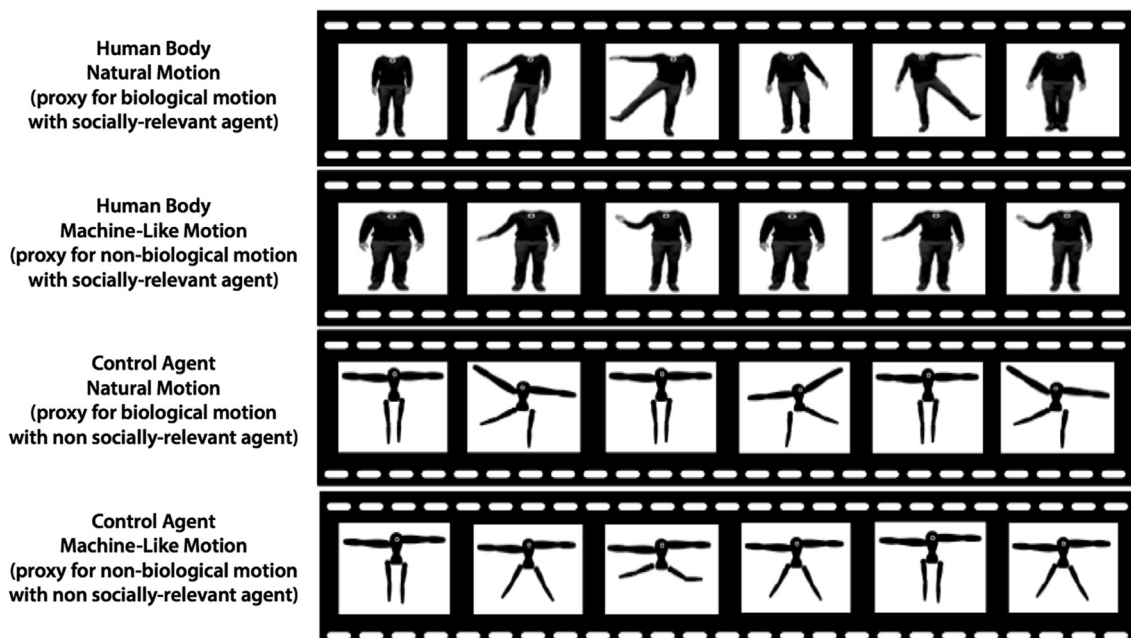 Human Body
Natural Motion
(proxy for biological motion
with socially-relevant agent)
Human Body
Machine-Like Motion
(proxy for non-biological motion
with socially-relevant agent)
Control Agent
Natural Motion
(proxy for biological motion
with non socially-relevant agent)
Control Agent
Machine-Like Motion
(proxy for non-biological motion
with non socially-relevant agent)